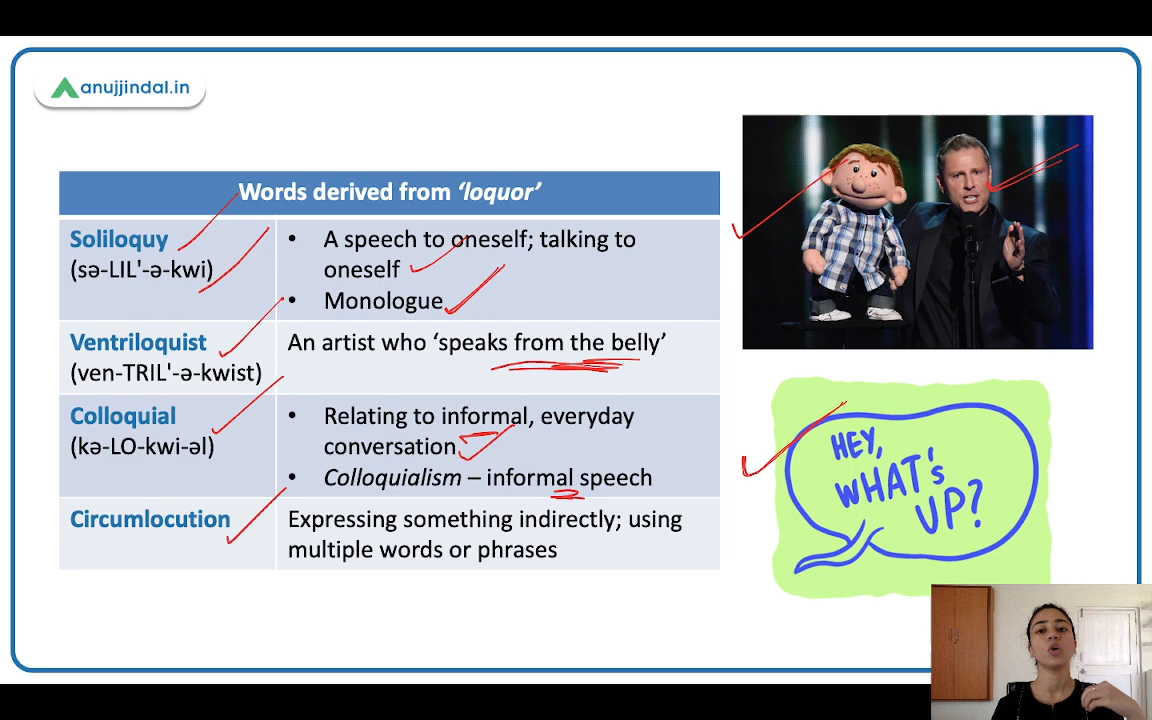 anujjindal.in
Words derived from ‘loquor’
Soliloquy
(sə-LIL'-ə-kwi)
• A speech to oneself; talking to
oneself
• Monologue
Ventriloquist
(ven-TRIL'-ə-kwist)
An artist who ‘speaks from the belly’
Colloquial
(kə-LO-kwi-əl)
• Relating to informal, everyday
conversation
• Colloquialism – informal speech
Circumlocution
Expressing something indirectly; using
multiple words or phrases
HEY,
WHAT's
UP?